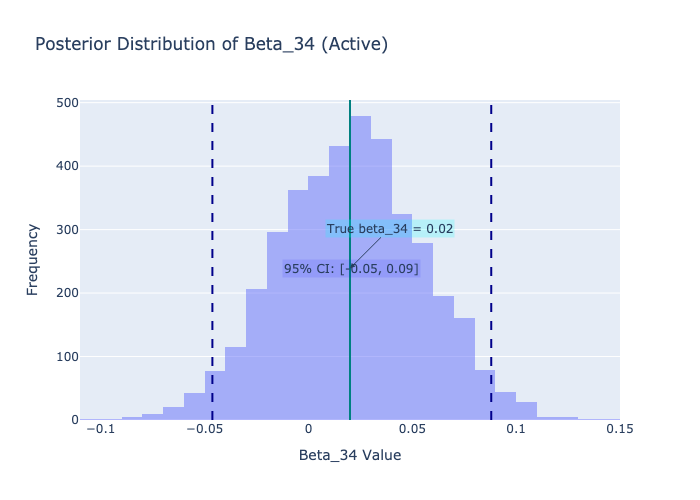 Posterior Distribution of Beta_34 (Active)
500
400
300
200
100
0
Frequency
True beta_34 = 0.02
95% CI: [-0.05, 0.09]
−0.1
−0.05
0
0.05
0.1
0.15
Beta_34 Value